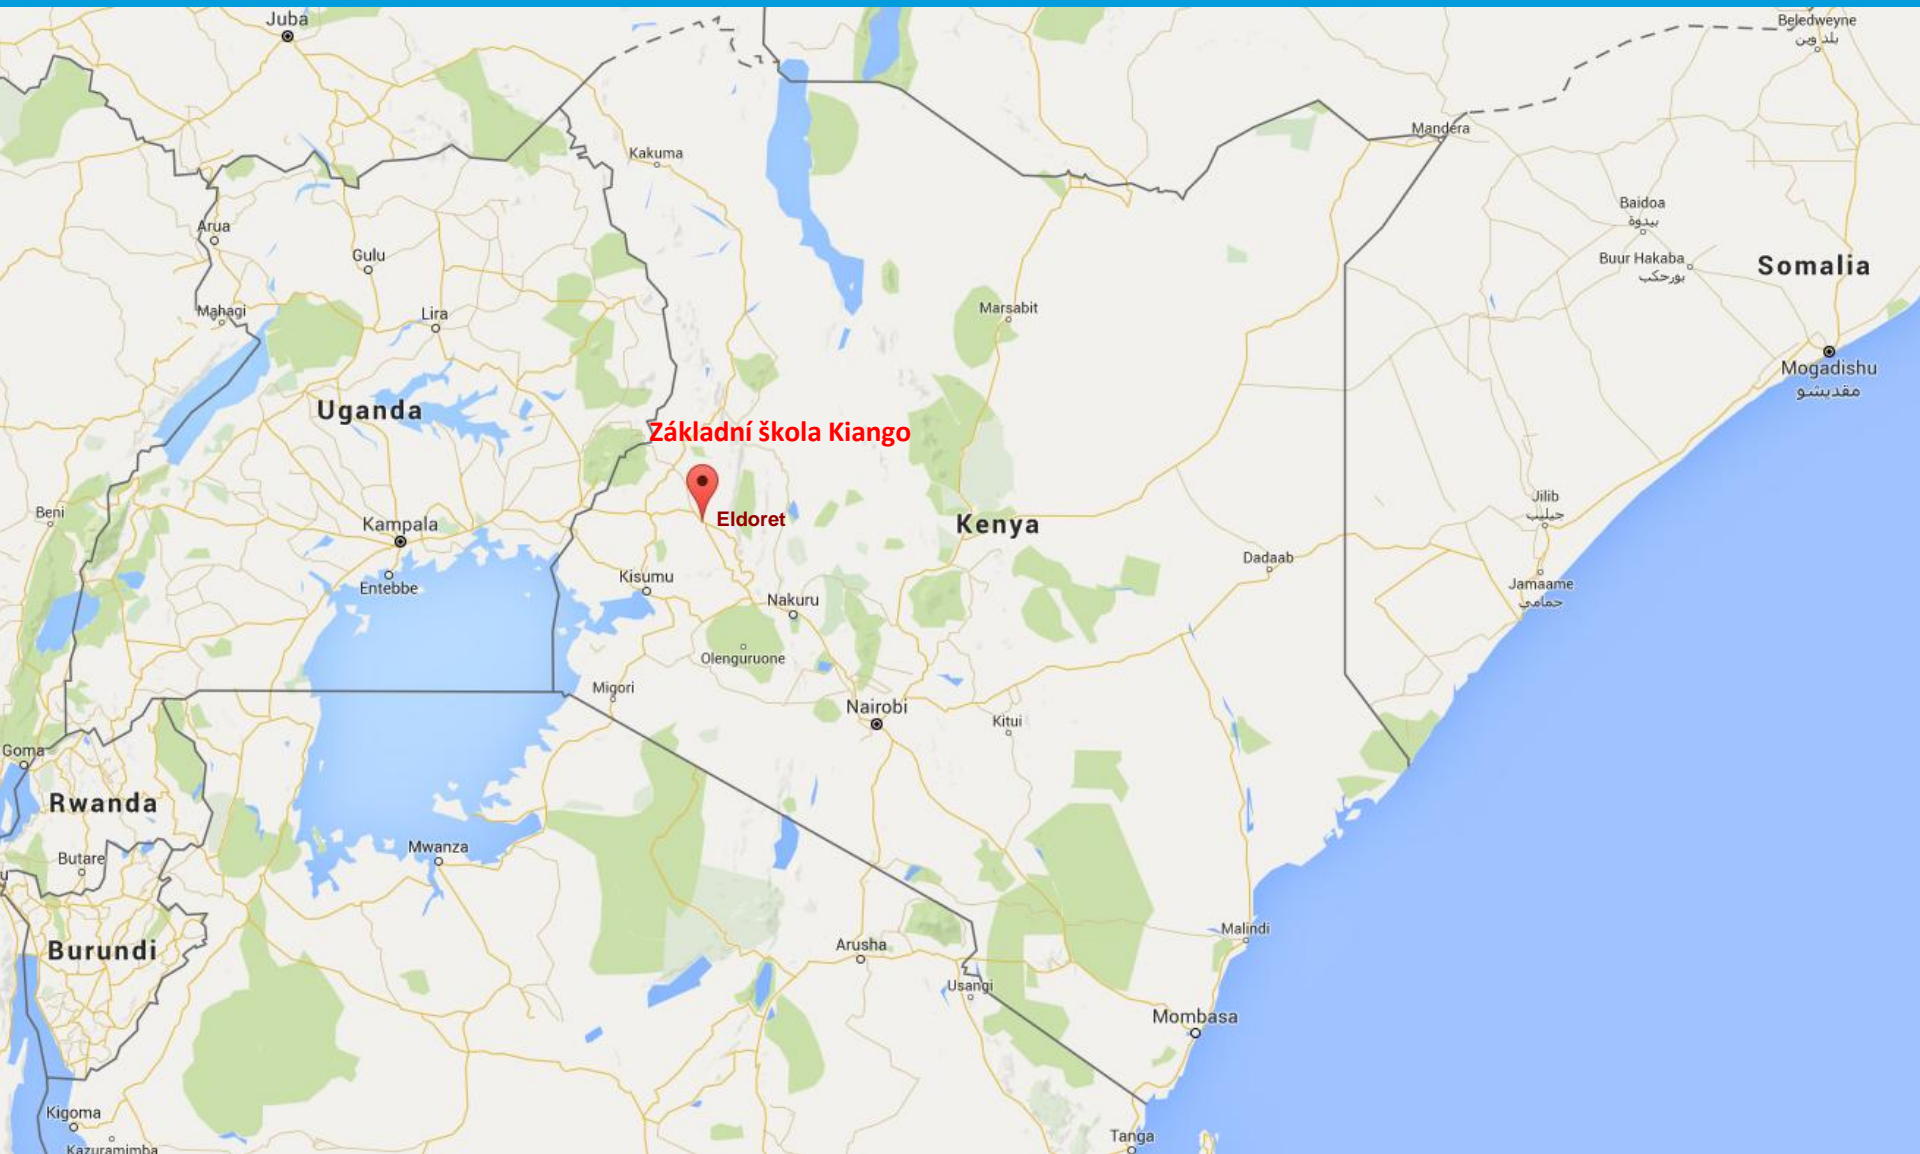 Juba
Beledweyne
بلد وين
Mandera
Kakuma
Baidoa
بيدوة
Arua
Gulu
Buur Hakaba
بورحكب
Somalia
Mahagi
Lira
Marsabit
Mogadishu
مقديشو
Uganda
Základní škola Kiango
Beni
Kampala
Eldoret
Kenya
Jilib
جيليب
Entebbe
Kisumu
Dadaab
Jamaame
جمامي
Nakuru
Olenguruone
Migori
Nairobi
Kitui
Goma
Rwanda
Butare
u
Mwanza
Burundi
Arusha
Malindi
Usangi
Mombasa
Kigoma
Tanga
Kazuramimba